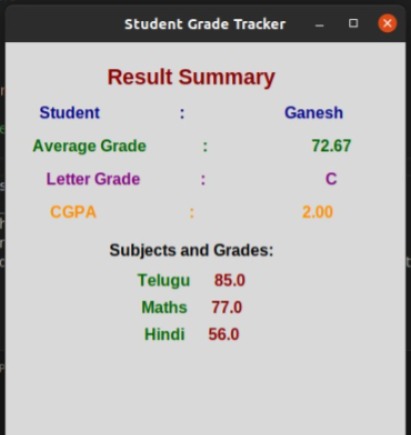 Student Grade Tracker
Result Summary
Student : Ganesh
Average Grade : 72.67
Letter Grade : C
CGPA : 2.00
Subjects and Grades:
Telugu 85.0
Maths 77.0
Hindi 56.0